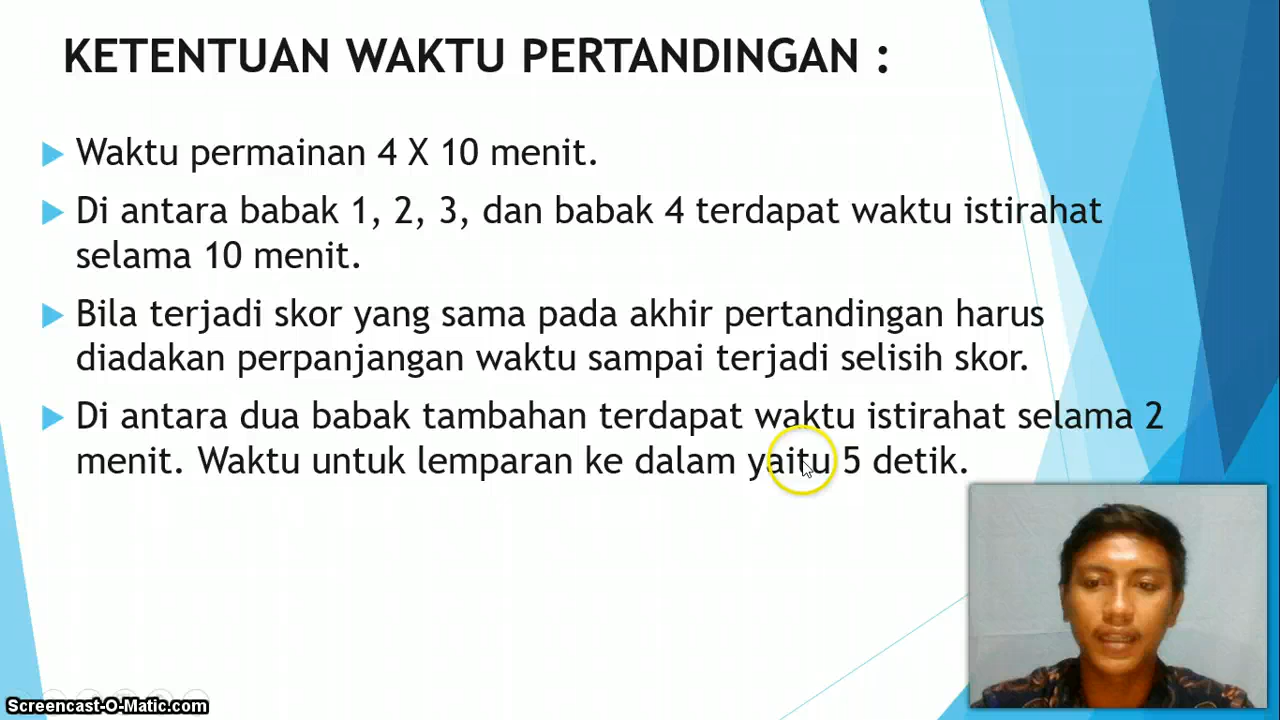 KETENTUAN WAKTU PERTANDINGAN :
Waktu permainan 4 X 10 menit.
Di antara babak 1, 2, 3, dan babak 4 terdapat waktu istirahat
selama 10 menit.
Bila terjadi skor yang sama pada akhir pertandingan harus
diadakan perpanjangan waktu sampai terjadi selisih skor.
Di antara dua babak tambahan terdapat waktu istirahat selama 2
menit. Waktu untuk lemparan ke dalam yaitu 5 detik.
Screencast-O-Matic.com